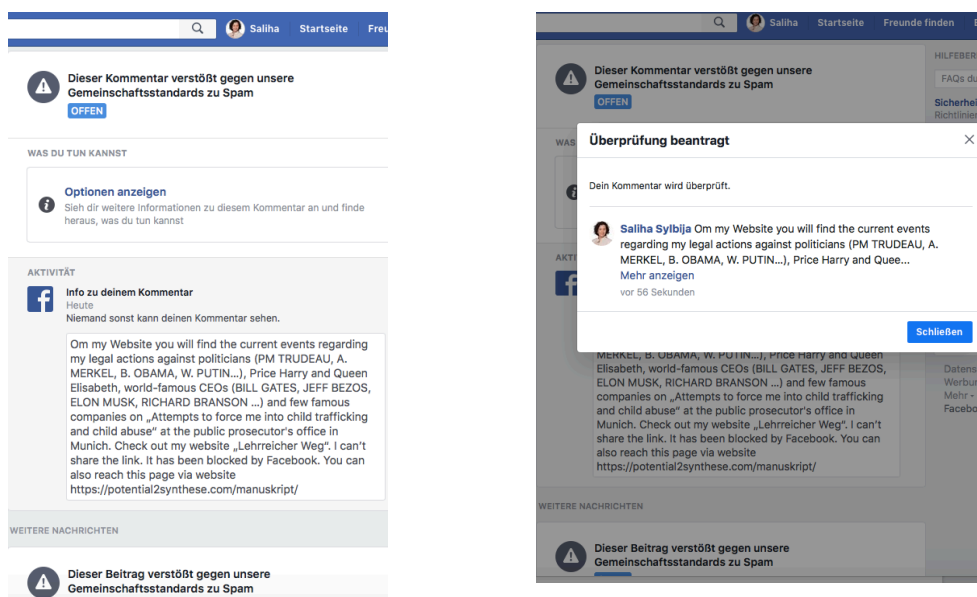 Saliha Startseite Freu
Dieser Kommentar verstößt gegen unsere
Gemeinschaftsstandards zu Spam
OFFEN
WAS DU TUN KANNST
Optionen anzeigen
Sieh dir weitere Informationen zu diesem Kommentar an und finde
heraus, was du tun kannst
AKTIVITÄT
Info zu deinem Kommentar
Heute
Niemand sonst kann deinen Kommentar sehen.
Om my Website you will find the current events regarding
my legal actions against politicians (PM TRUDEAU, A.
MERKEL, B. OBAMA, W. PUTIN...), Price Harry and Queen
Elisabeth, world-famous CEOs (BILL GATES, JEFF BEZOS,
ELON MUSK, RICHARD BRANSON ...) and few famous
companies on „Attempts to force me into child trafficking
and child abuse“ at the public prosecutor's office in
Munich. Check out my website „Lehrreicher Weg“. I can't
share the link. It has been blocked by Facebook. You can
also reach this page via website
https://potential2synthese.com/manuskript/
WEITERE NACHRICHTEN
Dieser Beitrag verstößt gegen unsere
Gemeinschaftsstandards zu Spam
Saliha Startseite Freunde finden
Dieser Kommentar verstößt gegen unsere
Gemeinschaftsstandards zu Spam
OFFEN
HILFEBER
FAQs du
Sicherhei
Richtlinien
WAS
Überprüfung beantragt
Dein Kommentar wird überprüft.
Saliha Sylbija Om my Website you will find the current events
regarding my legal actions against politicians (PM TRUDEAU, A.
MERKEL, B. OBAMA, W. PUTIN...), Price Harry and Quee...
Mehr anzeigen
vor 56 Sekunden
AKTI
Schließen
MERKEL, B. OBAMA, W. PUTIN...), Price Harry and Queen
Elisabeth, world-famous CEOs (BILL GATES, JEFF BEZOS,
ELON MUSK, RICHARD BRANSON ...) and few famous
companies on „Attempts to force me into child trafficking
and child abuse“ at the public prosecutor's office in
Munich. Check out my website „Lehrreicher Weg“. I can't
share the link. It has been blocked by Facebook. You can
also reach this page via website
https://potential2synthese.com/manuskript/
Datens
Werbun
Mehr -
Facebo
WEITERE NACHRICHTEN
Dieser Beitrag verstößt gegen unsere
Gemeinschaftsstandards zu Spam